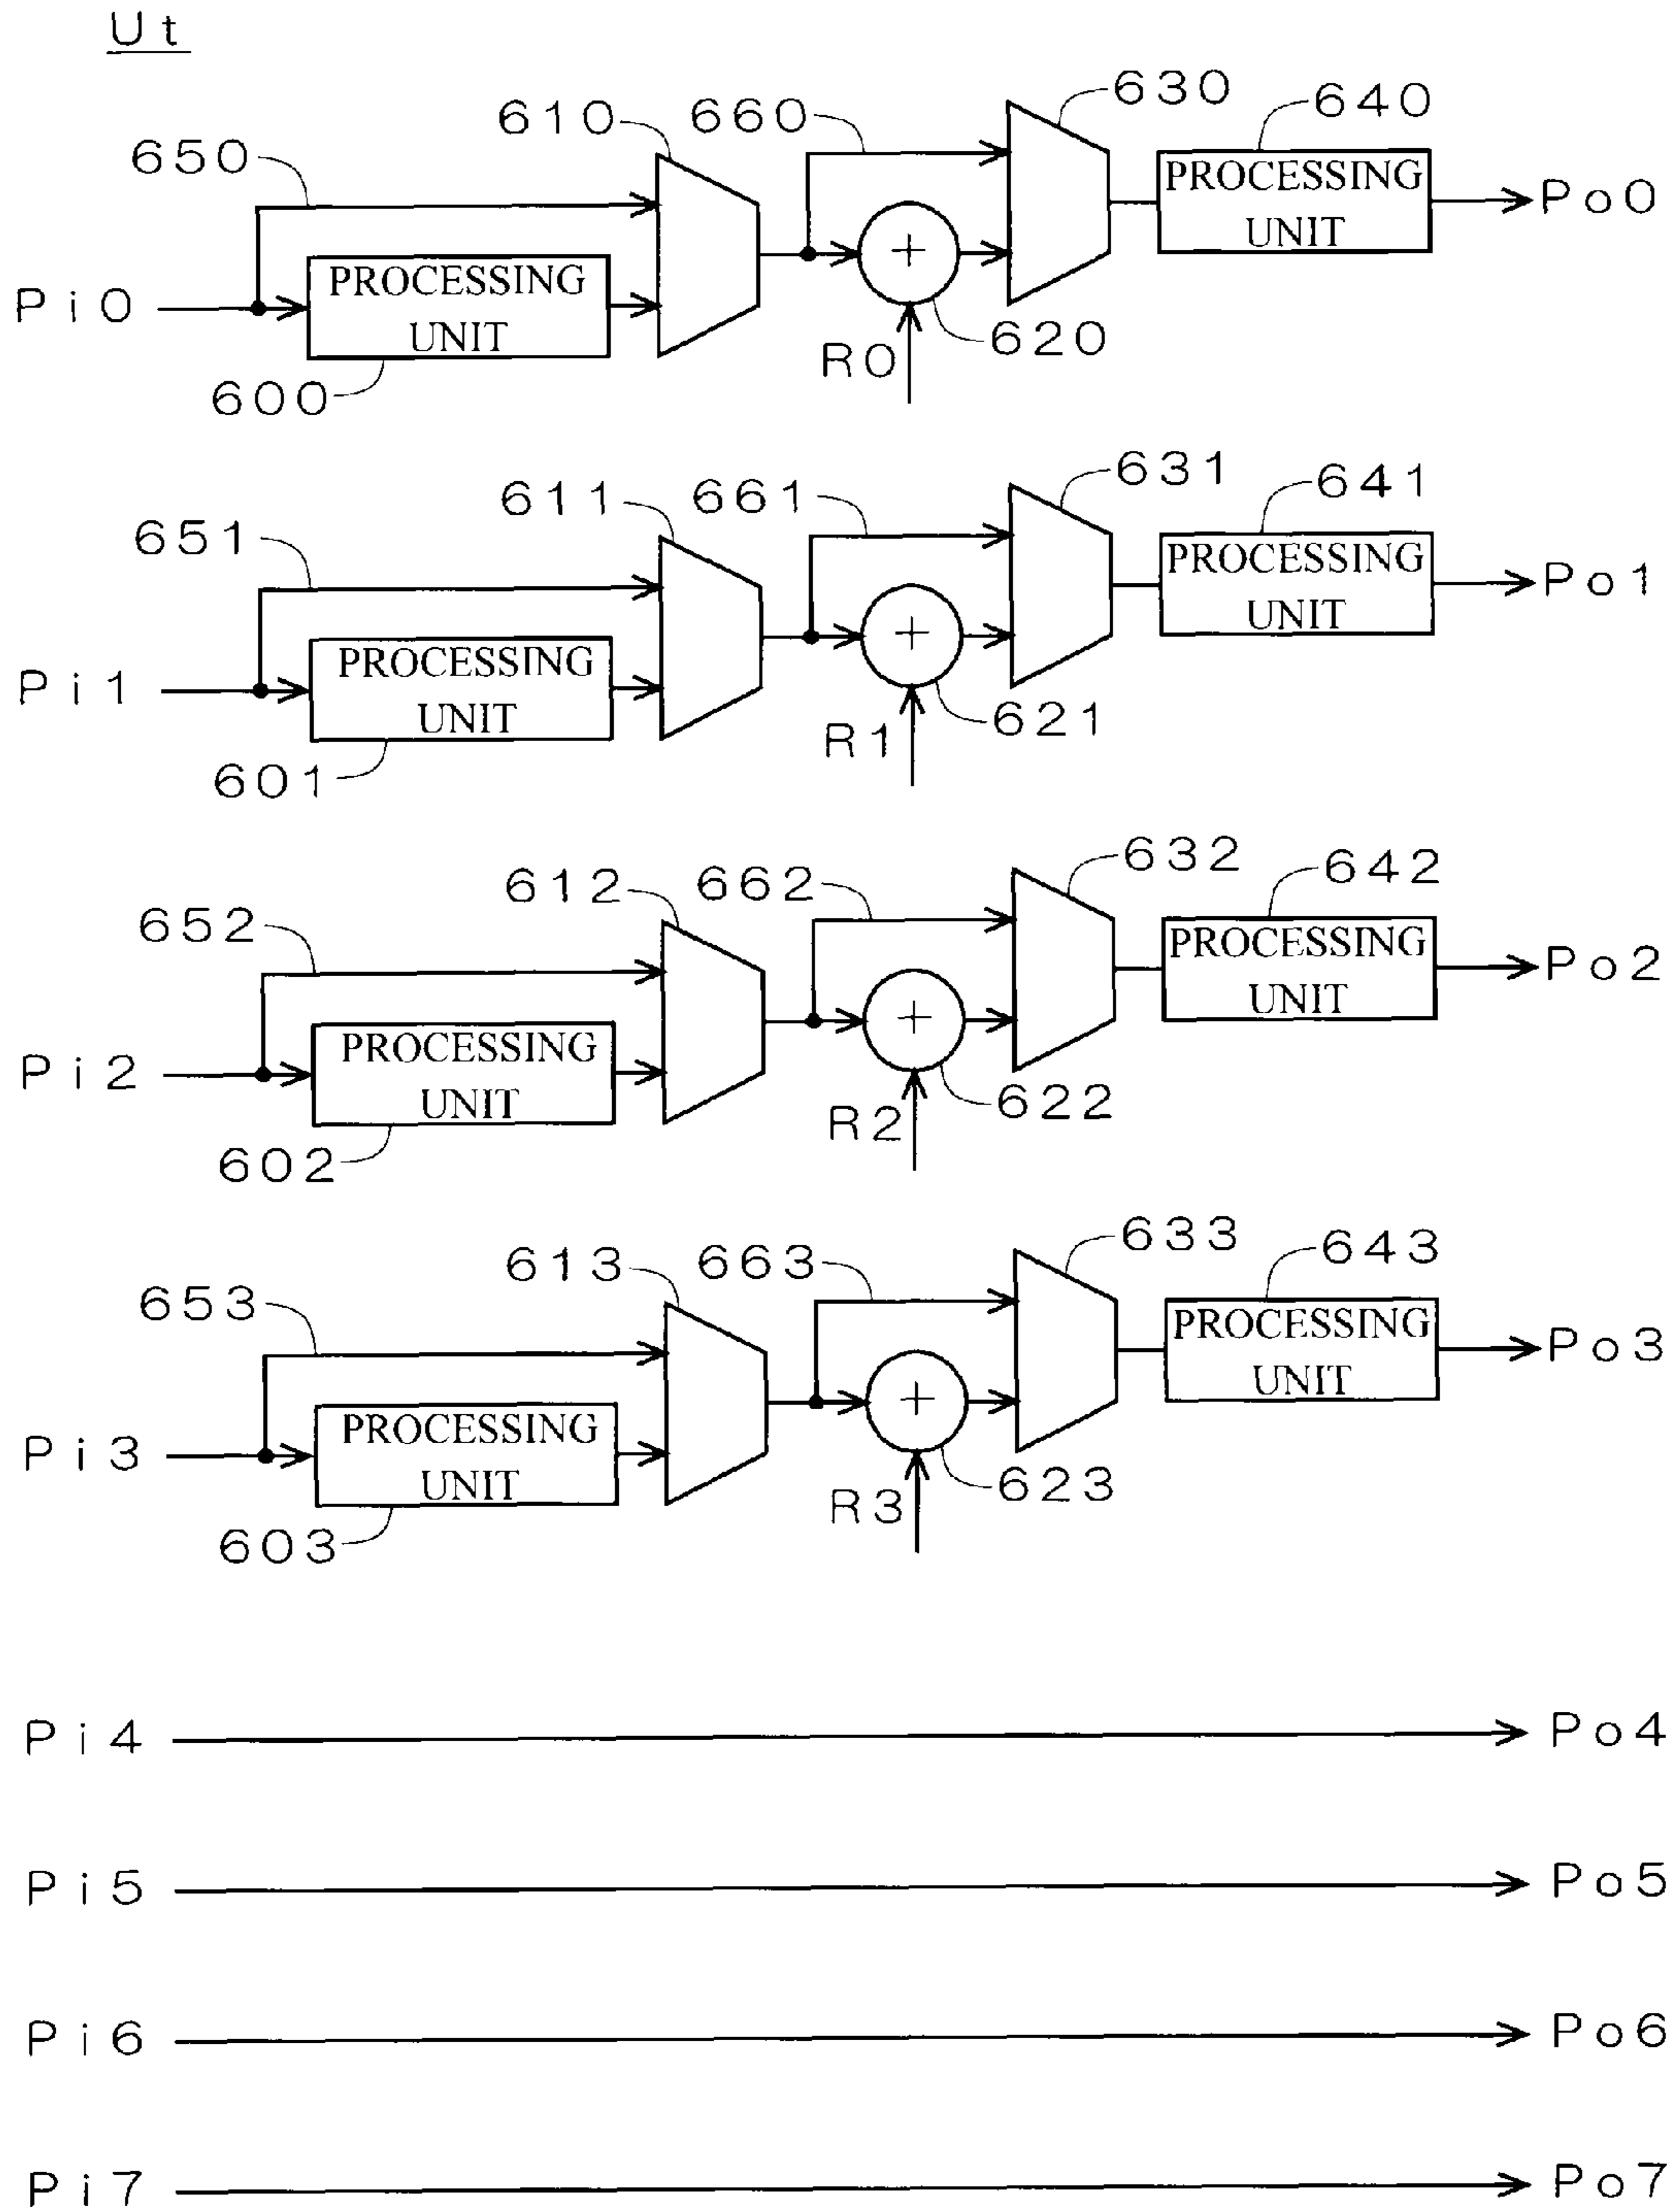 Ut
630
640
610
660
650
PROCESSING
UNIT
Po0
PROCESSING
UNIT
Pi0
620
R0
600
631
641
611
661
651
PROCESSING
UNIT
Po1
PROCESSING
UNIT
Pi1
621
R1
601
632
642
612
662
652
PROCESSING
UNIT
Po2
PROCESSING
UNIT
Pi2
622
R2
602
633
643
613
663
653
PROCESSING
UNIT
Po3
PROCESSING
UNIT
Pi3
623
R3
603
Pi4
Po4
Pi5
Po5
Pi6
Po6
Pi7
Po7